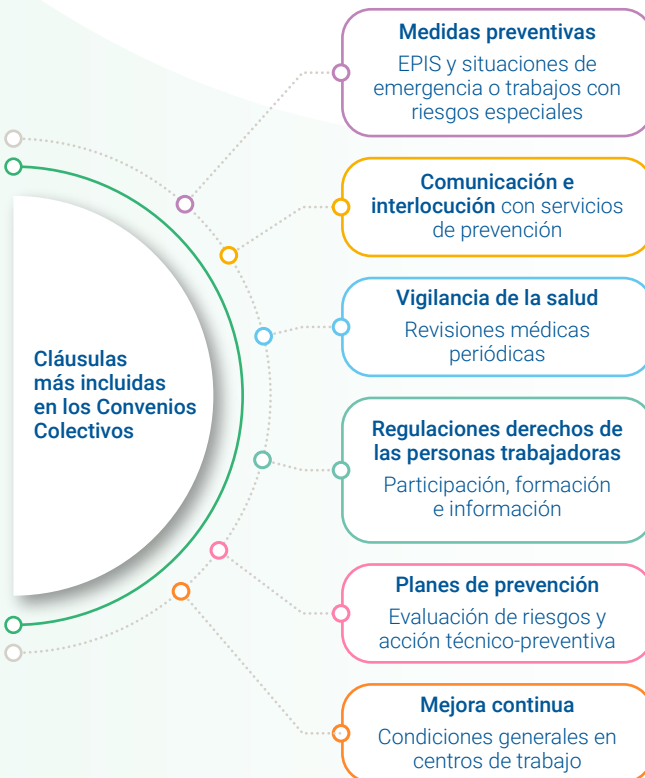 Medidas preventivas
EPIS y situaciones de
emergencia o trabajos con
riesgos especiales
Comunicación e
interlocución con servicios
de prevención
Vigilancia de la salud
Revisiones médicas
periódicas
Cláusulas
más incluidas
en los Convenios
Colectivos
Regulaciones derechos de
las personas trabajadoras
Participación, formación
e información
Planes de prevención
Evaluación de riesgos y
acción técnico-preventiva
Mejora continua
Condiciones generales en
centros de trabajo